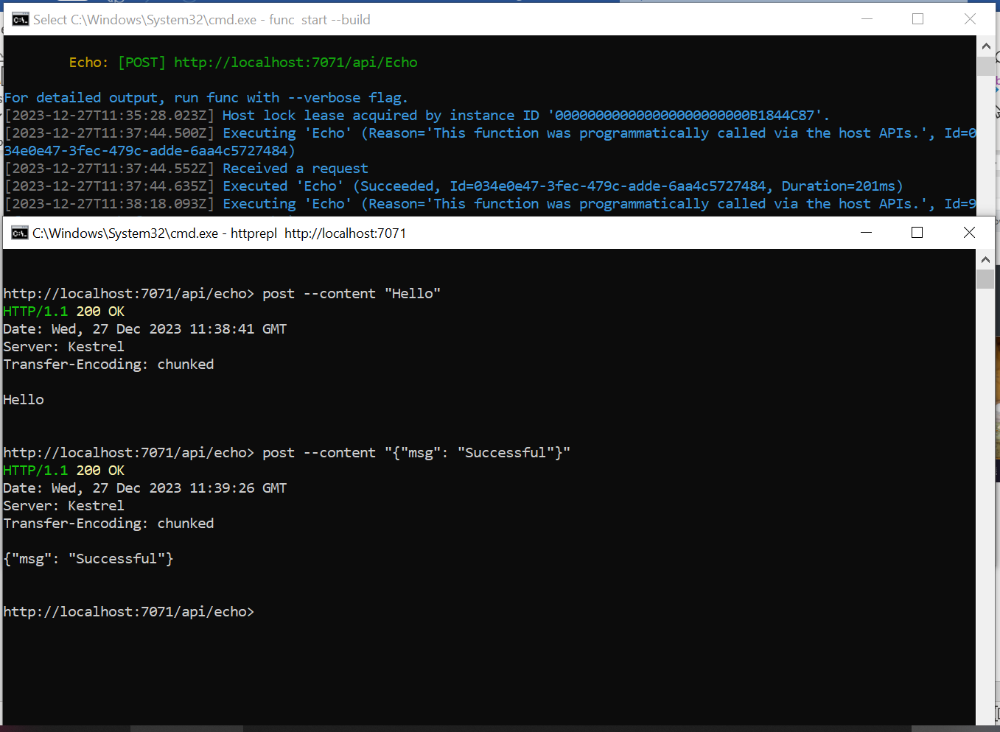 Select C:\Windows\System32\cmd.exe - func  start --build
Echo: [POST] http://localhost:7071/api/Echo
For detailed output, run func with --verbose flag.
[2023-12-27T11:35:28.023Z] Host lock lease acquired by instance ID '000000000000000000000000B1844C87'.
[2023-12-27T11:37:44.500Z] Executing 'Echo' (Reason='This function was programmatically called via the host APIs.', Id=0
34e0e47-3fec-479c-adde-6aa4c5727484)
[2023-12-27T11:37:44.552Z] Received a request
[2023-12-27T11:37:44.635Z] Executed 'Echo' (Succeeded, Id=034e0e47-3fec-479c-adde-6aa4c5727484, Duration=201ms)
[2023-12-27T11:38:18.093Z] Executing 'Echo' (Reason='This function was programmatically called via the host APIs.', Id=9
C:\Windows\System32\cmd.exe - httprepl  http://localhost:7071
http://localhost:7071/api/echo> post --content "Hello"
HTTP/1.1 200 OK
Date: Wed, 27 Dec 2023 11:38:41 GMT
Server: Kestrel
Transfer-Encoding: chunked
Hello
http://localhost:7071/api/echo> post --content "{"msg": "Successful"}"
HTTP/1.1 200 OK
Date: Wed, 27 Dec 2023 11:39:26 GMT
Server: Kestrel
Transfer-Encoding: chunked
{"msg": "Successful"}
http://localhost:7071/api/echo>